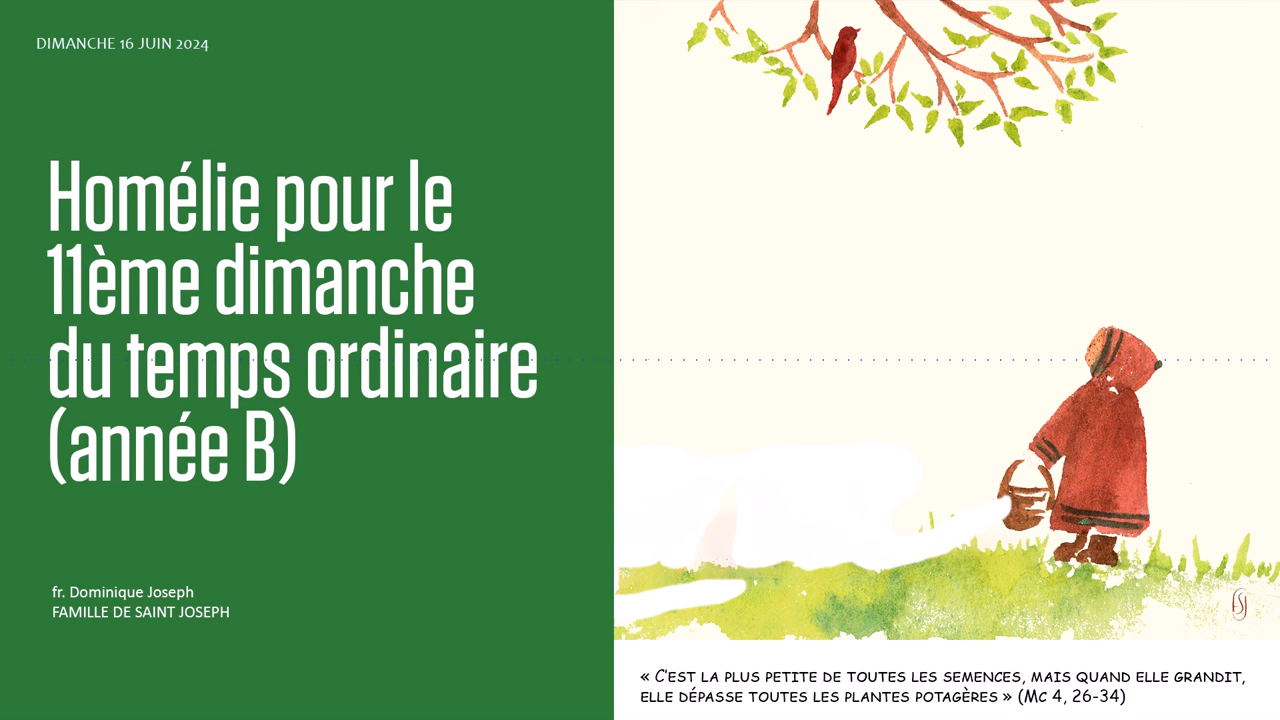 DIMANCHE 16 JUIN 2024
Homélie pour le
11ème dimanche
du temps ordinaire
(année B)
fr. Dominique Joseph
FAMILLE DE SAINT JOSEPH
« C'est la plus petite de toutes les semences, mais quand elle grandit,
elle dépasse toutes les plantes potagères » (Mc 4, 26-34)